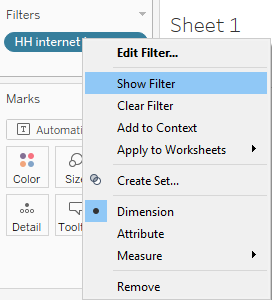 Filters
Sheet 1
HH internet
Edit Filter...
Show Filter
Clear Filter
Add to Context
Apply to Worksheets
Create Set...
Dimension
Attribute
Measure
Remove
Marks
Automati
Color
Size
Detail
Toolt